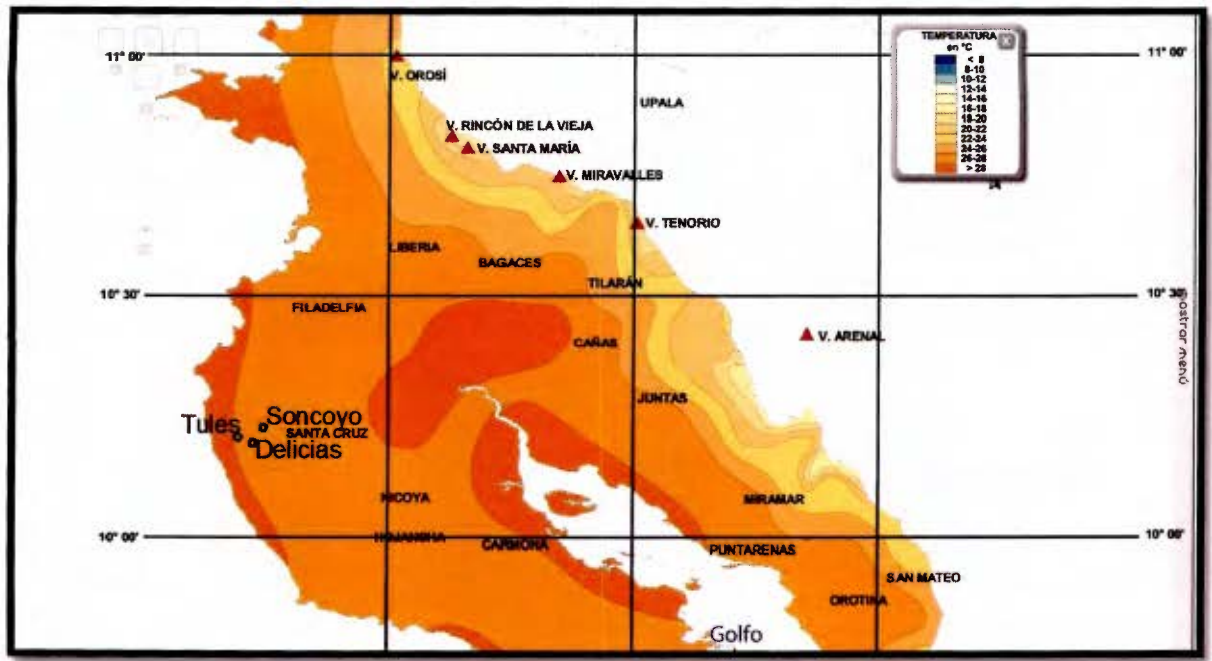 TEMPERATURA
en °C
< 8
8-10
10-12
12-14
14-16
16-18
18-20
20-22
22-24
24-26
26-28
> 28
11° 00'
11° 00'
V. OROSÍ
UPALA
V. RINCÓN DE LA VIEJA
V. SANTA MARÍA
V. MIRAVALLES
V. TENORIO
LIBERIA
BAGACES
TILARÁN
10° 30'
10° 30'
FILADELFIA
mostrar menú
CAÑAS
V. ARENAL
JUNTAS
Tules
Soncoyo
SANTA CRUZ
Delicias
NICOYA
MIRAMAR
10° 00'
10° 00'
HOJANCHA
CARMONA
PUNTARENAS
SAN MATEO
OROTINA
Golfo